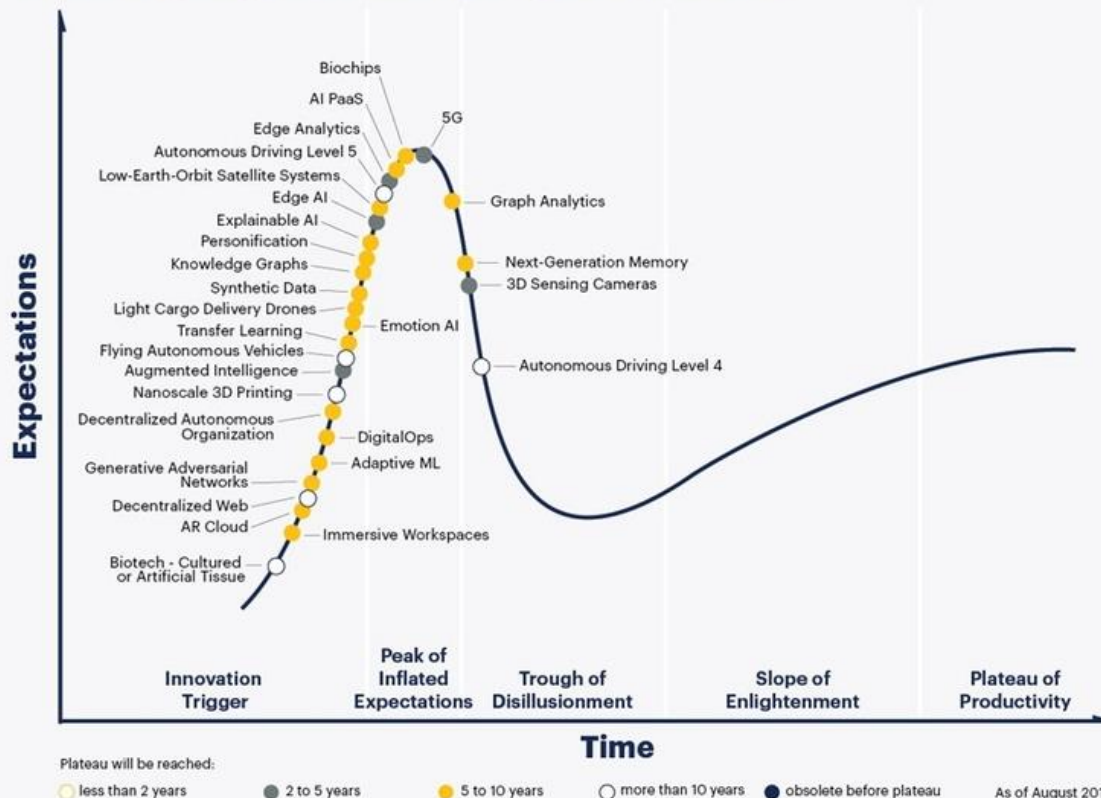 Expectations
Biochips
AI PaaS
5G
Edge Analytics
Autonomous Driving Level 5
Low-Earth-Orbit Satellite Systems
Edge AI
Graph Analytics
Explainable AI
Personification
Knowledge Graphs
Next-Generation Memory
Synthetic Data
3D Sensing Cameras
Light Cargo Delivery Drones
Emotion AI
Transfer Learning
Flying Autonomous Vehicles
Augmented Intelligence
Autonomous Driving Level 4
Nanoscale 3D Printing
Decentralized Autonomous
Organization
DigitalOps
Adaptive ML
Generative Adversarial
Networks
Decentralized Web
AR Cloud
Immersive Workspaces
Biotech - Cultured
or Artificial Tissue
Innovation
Trigger
Peak of
Inflated
Expectations
Trough of
Disillusionment
Slope of
Enlightenment
Plateau of
Productivity
Time
Plateau will be reached:
less than 2 years
2 to 5 years
5 to 10 years
more than 10 years
obsolete before plateau
As of August 201